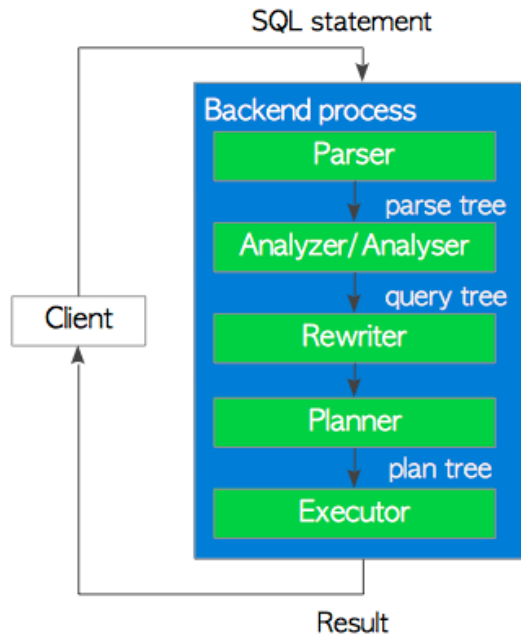 SQL statement
Backend process
Parser
parse tree
Analyzer/Analyser
query tree
Client
Rewriter
Planner
plan tree
Executor
Result